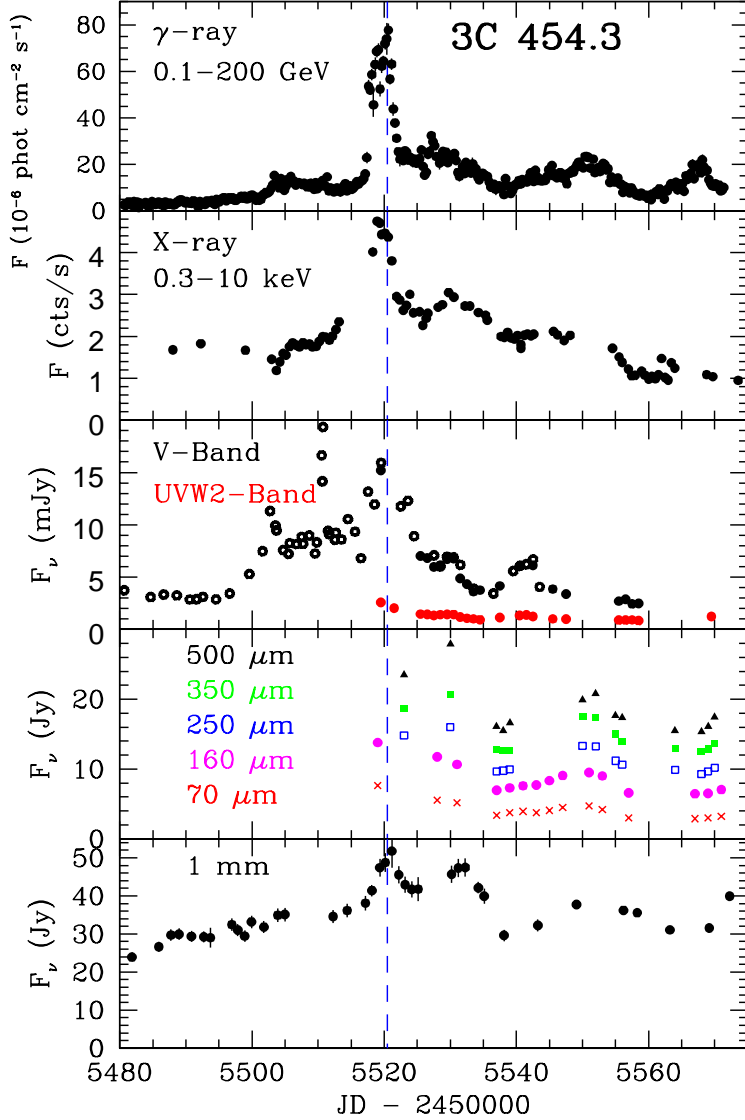 3C 454.3
γ-ray
0.1-200 GeV
F (10⁻⁶ phot cm⁻² s⁻¹)
80
60
40
20
0
X-ray
0.3-10 keV
F (cts/s)
4
3
2
1
0
V-Band
UVW2-Band
Fν (mJy)
15
10
5
0
500 μm
350 μm
250 μm
160 μm
70 μm
Fν (Jy)
20
10
0
1 mm
Fν (Jy)
50
40
30
20
10
0
5480 5500 5520 5540 5560
JD - 2450000